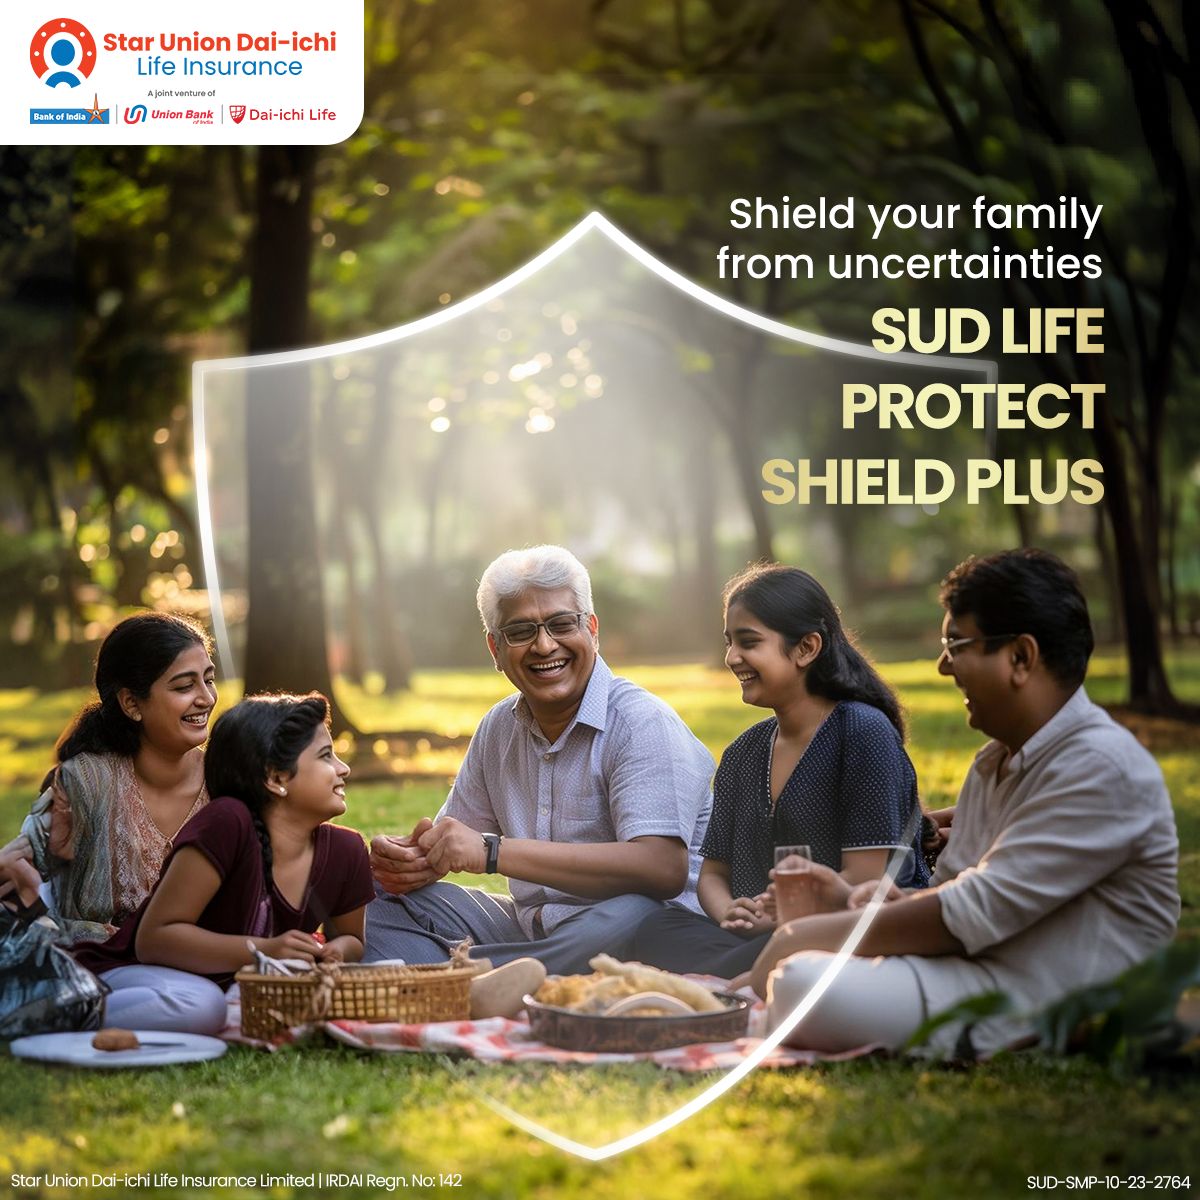 Star Union Dai-ichi
Life Insurance
A joint venture of
Bank of India
Union Bank
of India
Dai-ichi Life
Shield your family
from uncertainties
SUD LIFE
PROTECT
SHIELD PLUS
Star Union Dai-ichi Life Insurance Limited | IRDAI Regn. No: 142
SUD-SMP-10-23-2764